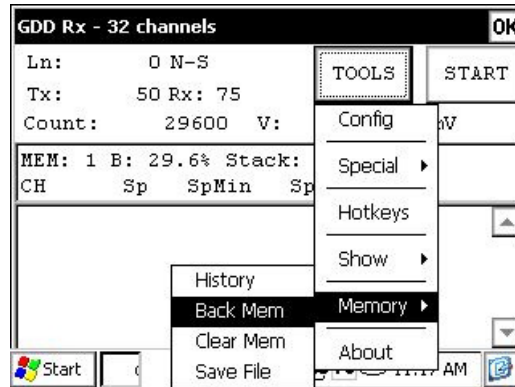 GDD Rx - 32 channels OK
Ln: 0 N-S TOOLS START
Tx: 50 Rx: 75
Count: 29600 V: mV
Config
MEM: 1 B: 29.6% Stack:
Special
CH Sp SpMin Sp
Hotkeys
Show
History
Back Mem Memory
Clear Mem About
Save File
Start AM